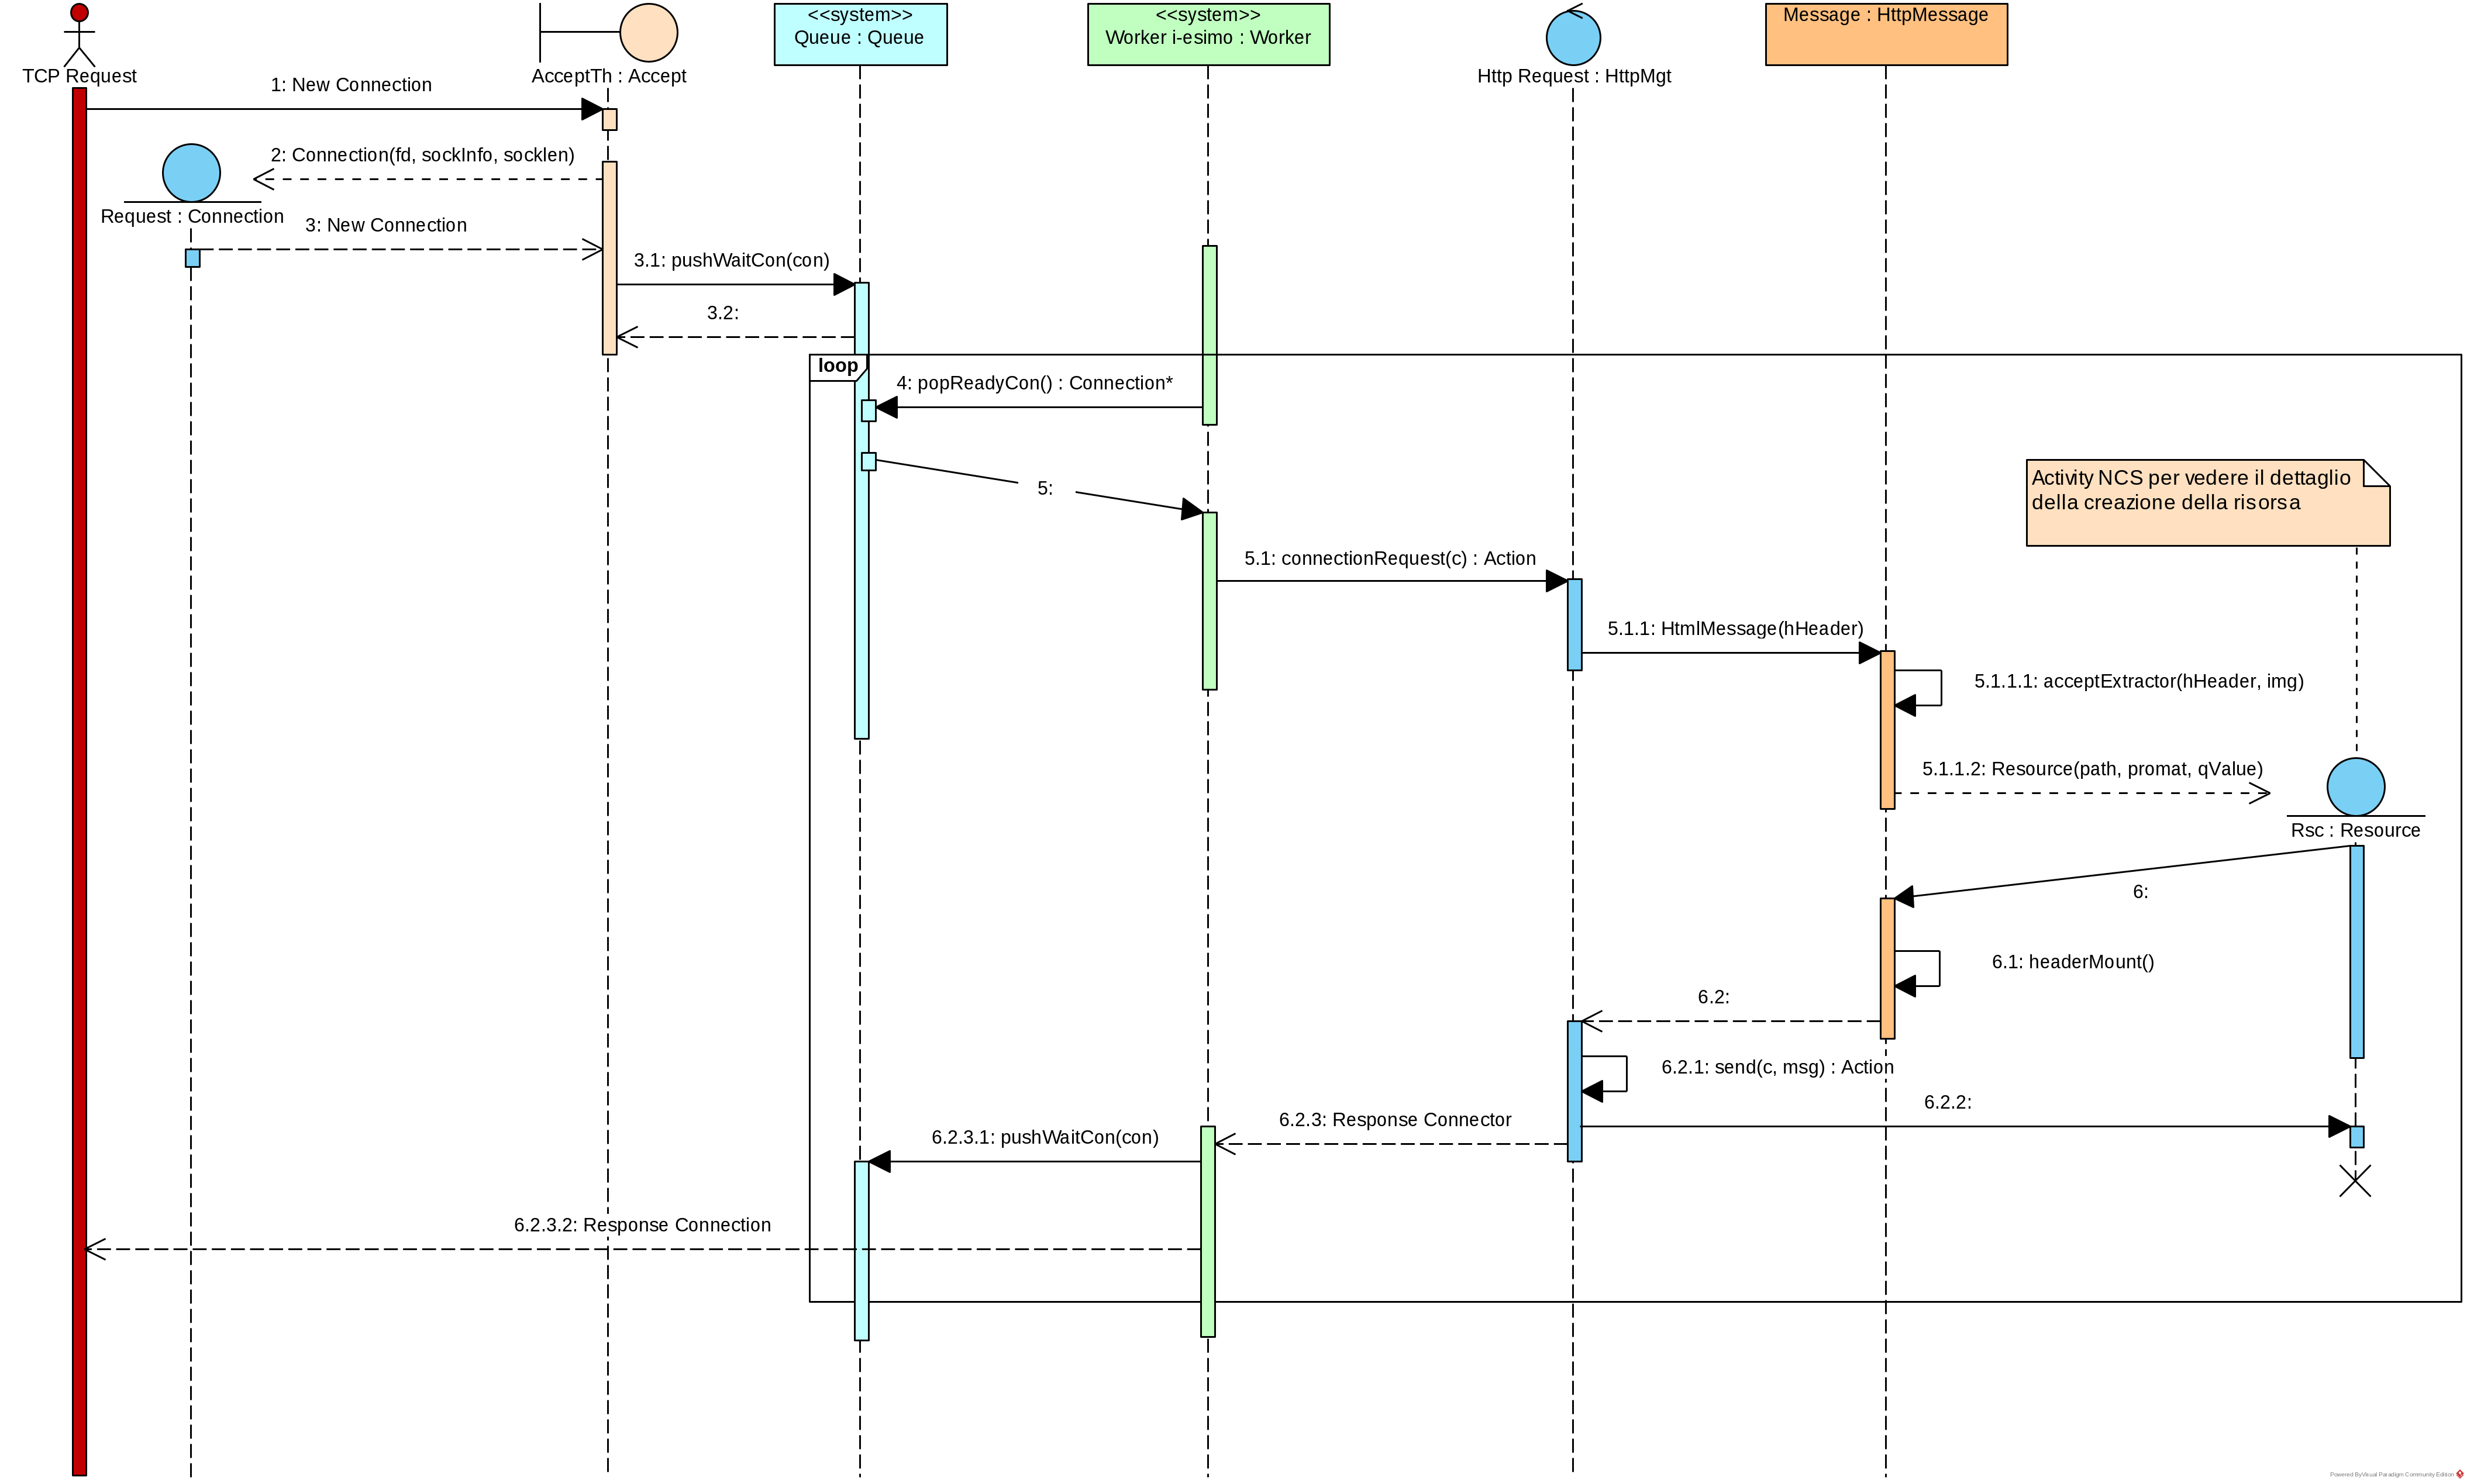 <<system>>
Queue : Queue
<<system>>
Worker i-esimo : Worker
Message : HttpMessage
TCP Request
AcceptTh : Accept
Http Request : HttpMgt
1: New Connection
2: Connection(fd, sockInfo, socklen)
Request : Connection
3: New Connection
3.1: pushWaitCon(con)
3.2:
loop
4: popReadyCon() : Connection*
5:
Activity NCS per vedere il dettaglio
della creazione della risorsa
5.1: connectionRequest(c) : Action
5.1.1: HtmlMessage(hHeader)
5.1.1.1: acceptExtractor(hHeader, img)
5.1.1.2: Resource(path, promat, qValue)
Rsc : Resource
6:
6.1: headerMount()
6.2:
6.2.1: send(c, msg) : Action
6.2.2:
6.2.3: Response Connector
6.2.3.1: pushWaitCon(con)
6.2.3.2: Response Connection
Powered ByVisual Paradigm Community Edition